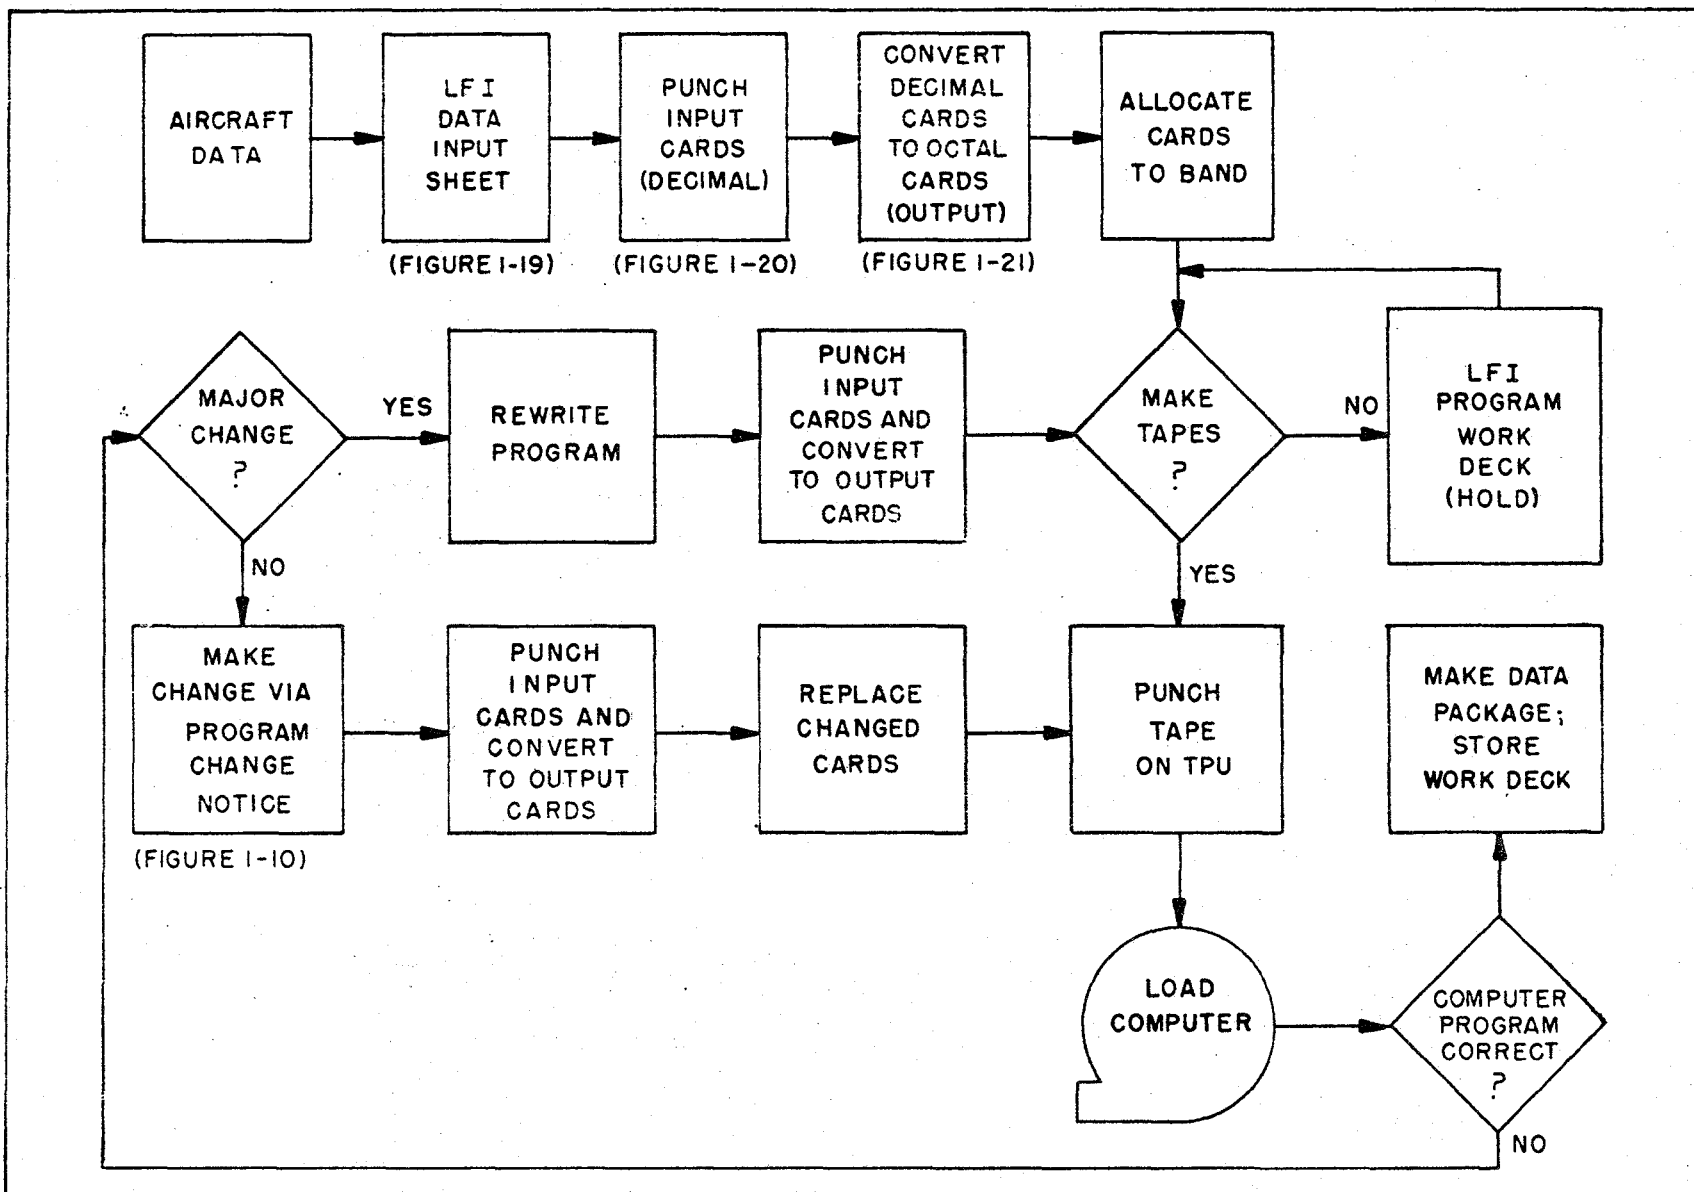 AIRCRAFT
DATA
LFI
DATA
INPUT
SHEET
(FIGURE 1-19)
PUNCH
INPUT
CARDS
(DECIMAL)
(FIGURE 1-20)
CONVERT
DECIMAL
CARDS
TO OCTAL
CARDS
(OUTPUT)
(FIGURE 1-21)
ALLOCATE
CARDS
TO BAND
MAJOR
CHANGE
?
YES
REWRITE
PROGRAM
PUNCH
INPUT
CARDS AND
CONVERT
TO OUTPUT
CARDS
MAKE
TAPES
?
NO
LFI
PROGRAM
WORK
DECK
(HOLD)
NO
YES
MAKE
CHANGE VIA
PROGRAM
CHANGE
NOTICE
(FIGURE 1-10)
PUNCH
INPUT
CARDS AND
CONVERT
TO OUTPUT
CARDS
REPLACE
CHANGED
CARDS
PUNCH
TAPE
ON TPU
MAKE DATA
PACKAGE;
STORE
WORK DECK
LOAD
COMPUTER
COMPUTER
PROGRAM
CORRECT
?
NO